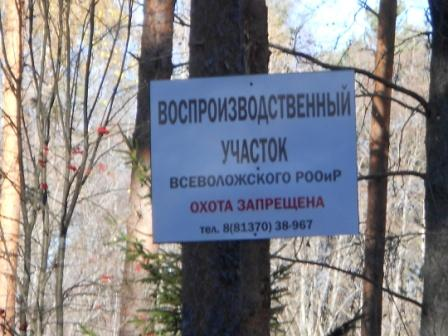 ВОСПРОИЗВОДСТВЕННЫЙ
УЧАСТОК
ВСЕВОЛОЖСКОГО РООиР
ОХОТА ЗАПРЕЩЕНА
тел. 8(81370) 38-967